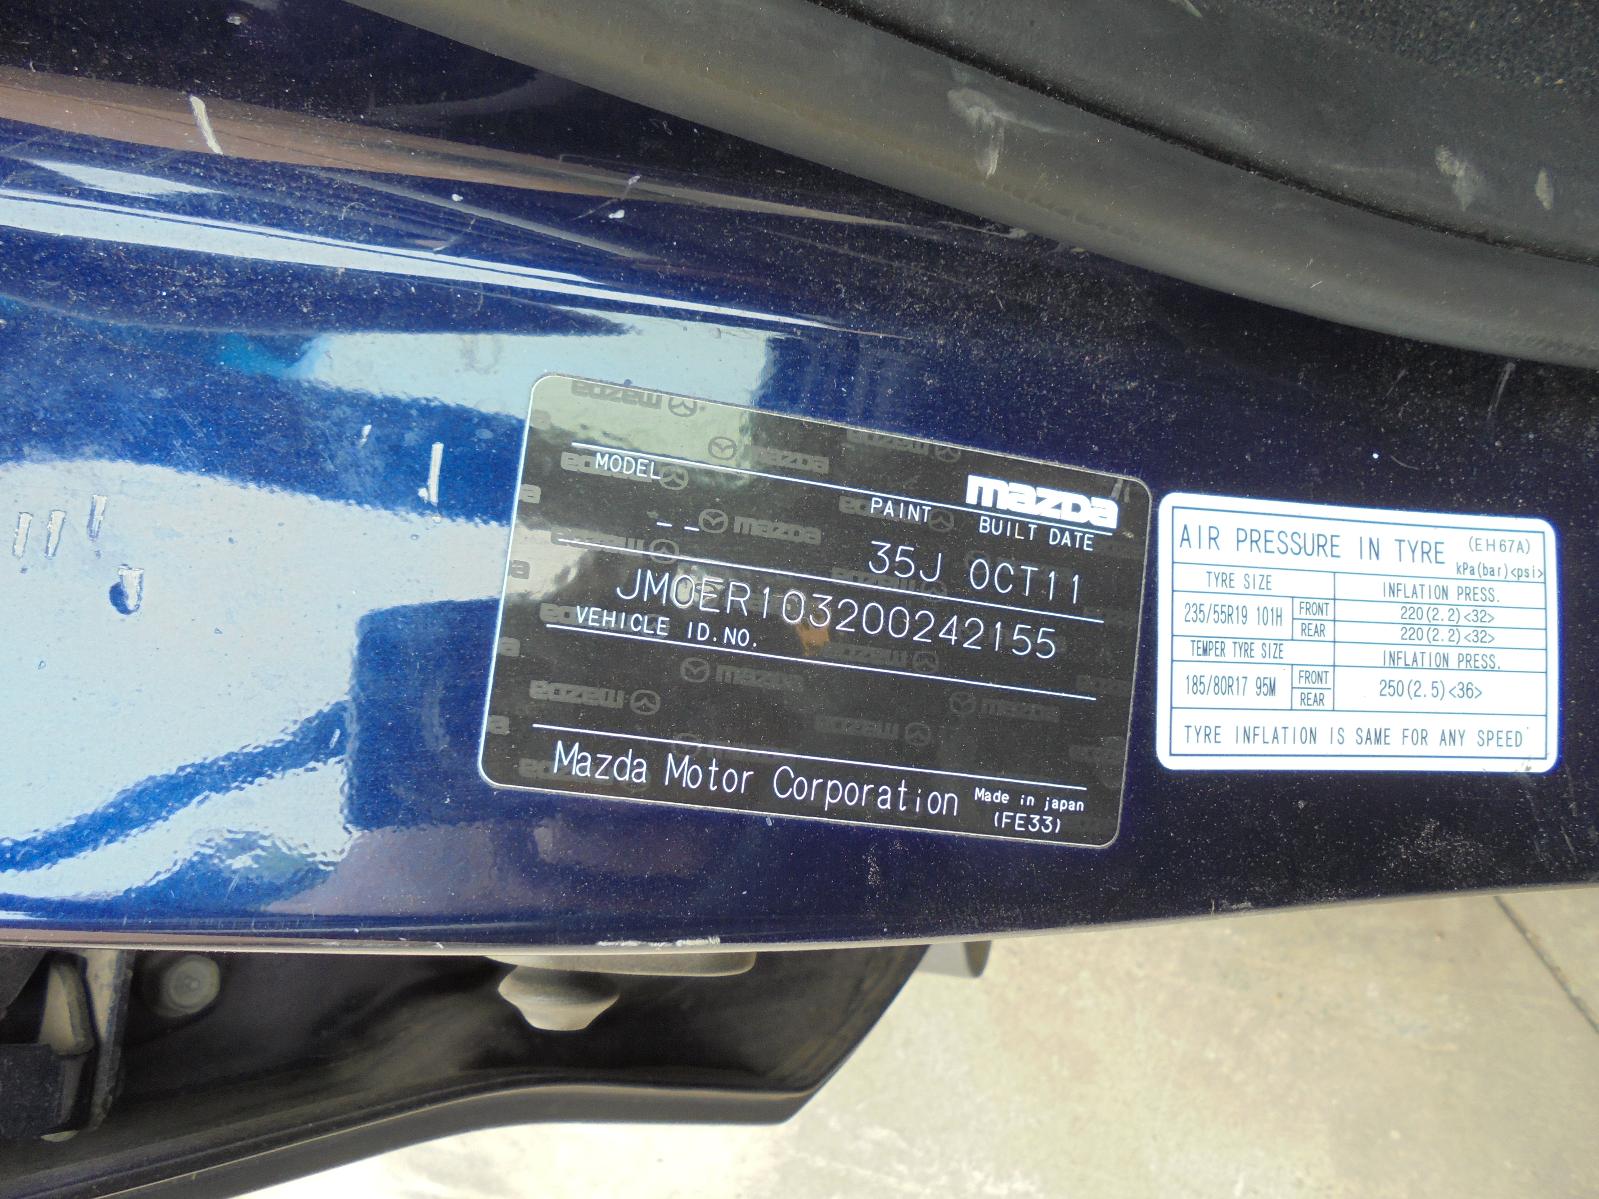 mazda
MODEL PAINT BUILT DATE
-- 35J OCT11
JM0ER103200242155
VEHICLE ID.NO.
Mazda Motor Corporation Made in japan
(FE33)
AIR PRESSURE IN TYRE (EH67A)
kPa(bar)<psi>
TYRE SIZE INFLATION PRESS.
235/55R19 101H FRONT 220(2.2)<32>
REAR 220(2.2)<32>
TEMPER TYRE SIZE INFLATION PRESS.
185/80R17 95M FRONT REAR 250(2.5)<36>
TYRE INFLATION IS SAME FOR ANY SPEED